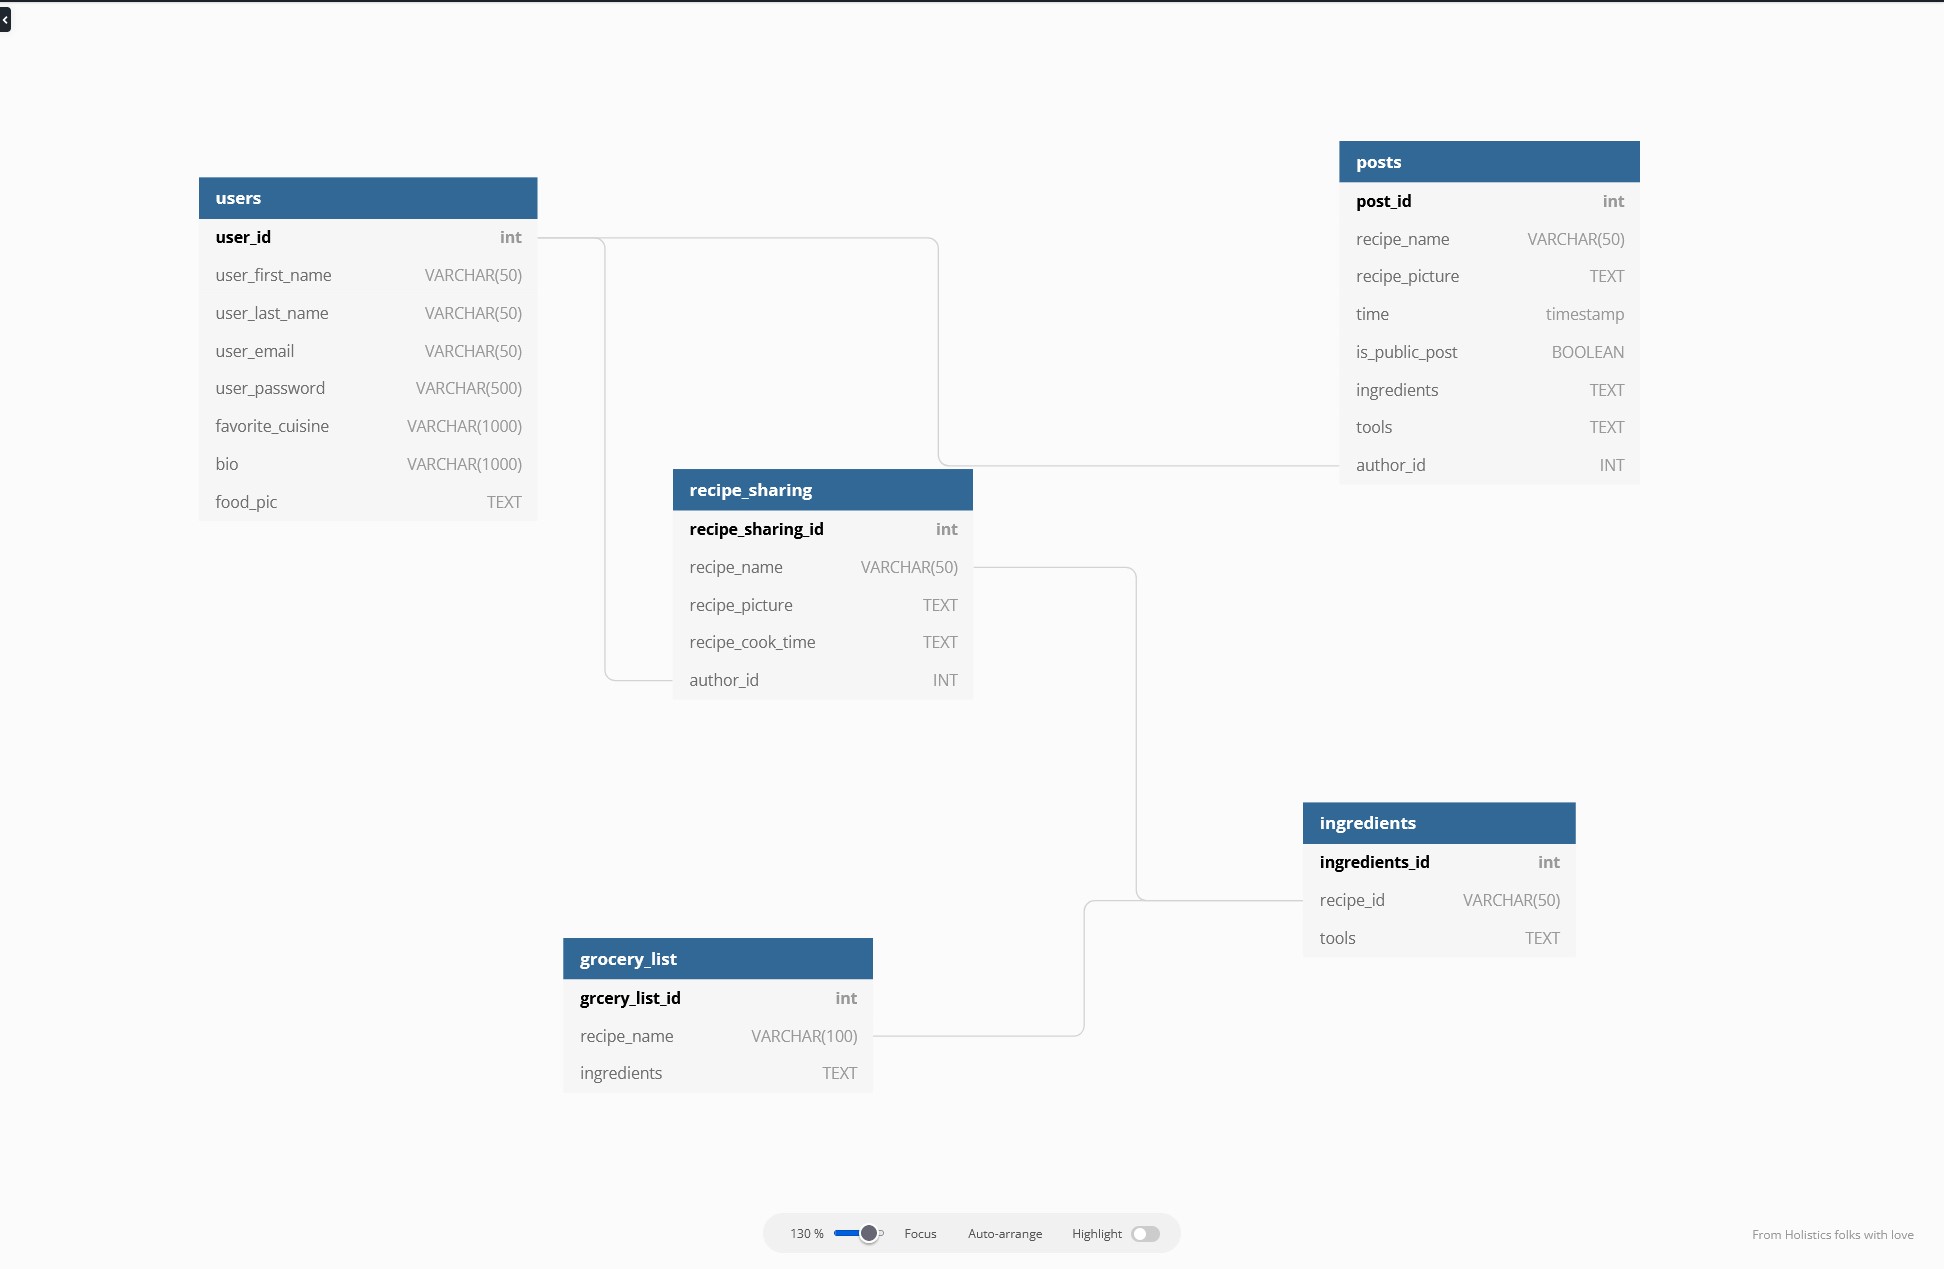 users
user_id int
user_first_name VARCHAR(50)
user_last_name VARCHAR(50)
user_email VARCHAR(50)
user_password VARCHAR(500)
favorite_cuisine VARCHAR(1000)
bio VARCHAR(1000)
food_pic TEXT
posts
post_id int
recipe_name VARCHAR(50)
recipe_picture TEXT
time timestamp
is_public_post BOOLEAN
ingredients TEXT
tools TEXT
author_id INT
recipe_sharing
recipe_sharing_id int
recipe_name VARCHAR(50)
recipe_picture TEXT
recipe_cook_time TEXT
author_id INT
ingredients
ingredients_id int
recipe_id VARCHAR(50)
tools TEXT
grocery_list
grcery_list_id int
recipe_name VARCHAR(100)
ingredients TEXT
130 % Focus Auto-arrange Highlight
From Holistics folks with love